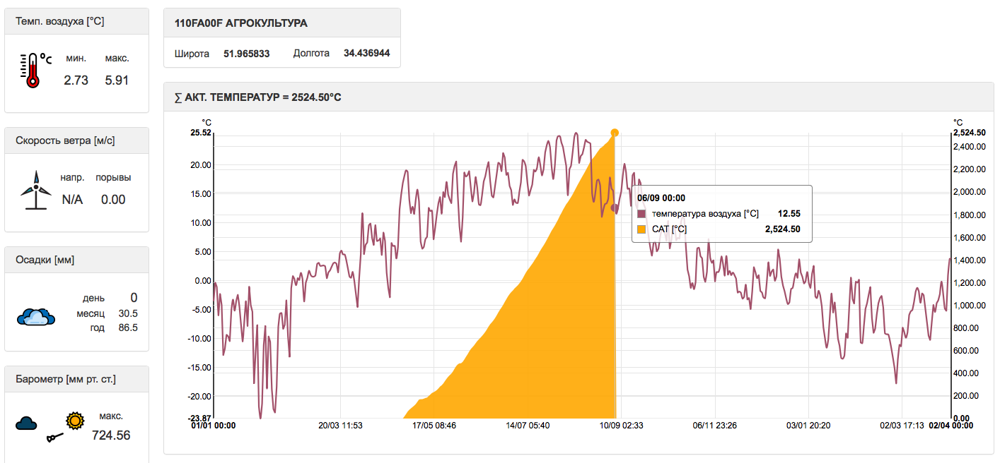 Темп. воздуха [°C]
°C
мин. макс.
2.73 5.91
Скорость ветра [м/с]
напр. порывы
N/A 0.00
Осадки [мм]
день 0
месяц 30.5
год 86.5
Барометр [мм рт. ст.]
макс.
724.56
110FA00F АГРОКУЛЬТУРА
Широта 51.965833 Долгота 34.436944
∑ АКТ. ТЕМПЕРАТУР = 2524.50°C
°C °C
25.52 2,524.50
2,400.00
20.00 2,200.00
15.00 2,000.00
06/09 00:00
температура воздуха [°C] 12.55
10.00 1,800.00
САТ [°C] 2,524.50
1,600.00
5.00 1,400.00
0.00 1,200.00
-5.00 1,000.00
-10.00 800.00
600.00
-15.00 400.00
-20.00 200.00
-23.87 0.00
01/01 00:00 20/03 11:53 17/05 08:46 14/07 05:40 10/09 02:33 06/11 23:26 03/01 20:20 02/03 17:13 02/04 00:00